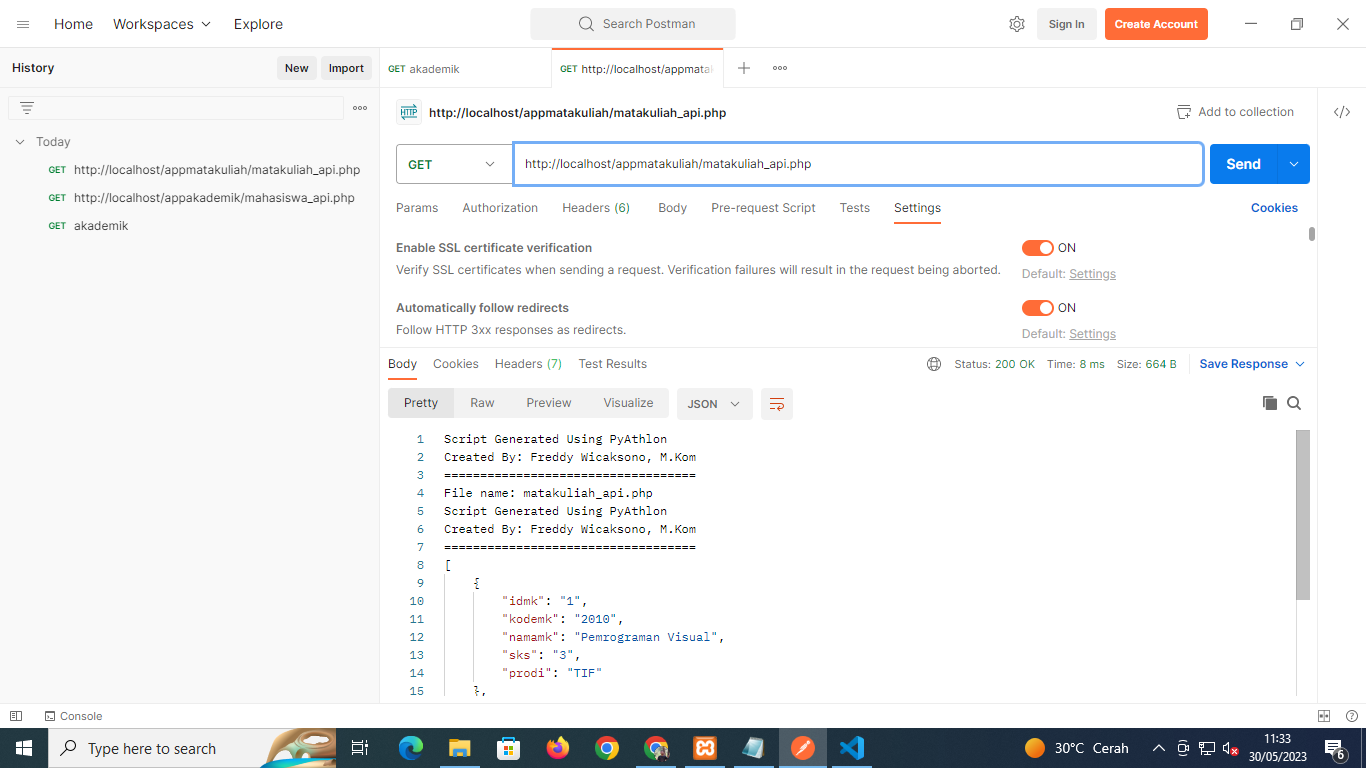 Home Workspaces Explore Search Postman Sign In Create Account
History New Import
GET akademik GET http://localhost/appmatak
http://localhost/appmatakuliah/matakuliah_api.php Add to collection
Today
GET http://localhost/appmatakuliah/matakuliah_api.php
GET http://localhost/appakademik/mahasiswa_api.php
GET akademik
GET http://localhost/appmatakuliah/matakuliah_api.php Send
Params Authorization Headers (6) Body Pre-request Script Tests Settings Cookies
Enable SSL certificate verification ON
Verify SSL certificates when sending a request. Verification failures will result in the request being aborted. Default: Settings
Automatically follow redirects ON
Follow HTTP 3xx responses as redirects. Default: Settings
Body Cookies Headers (7) Test Results Status: 200 OK Time: 8 ms Size: 664 B Save Response
Pretty Raw Preview Visualize JSON
1 Script Generated Using PyAthlon
2 Created By: Freddy Wicaksono, M.Kom
3 ===================================
4 File name: matakuliah_api.php
5 Script Generated Using PyAthlon
6 Created By: Freddy Wicaksono, M.Kom
7 ===================================
8 [
9 {
10 "idmk": "1",
11 "kodemk": "2010",
12 "namamk": "Pemrograman Visual",
13 "sks": "3",
14 "prodi": "TIF"
15 },
Console
Type here to search 30°C Cerah 11:33
30/05/2023 6